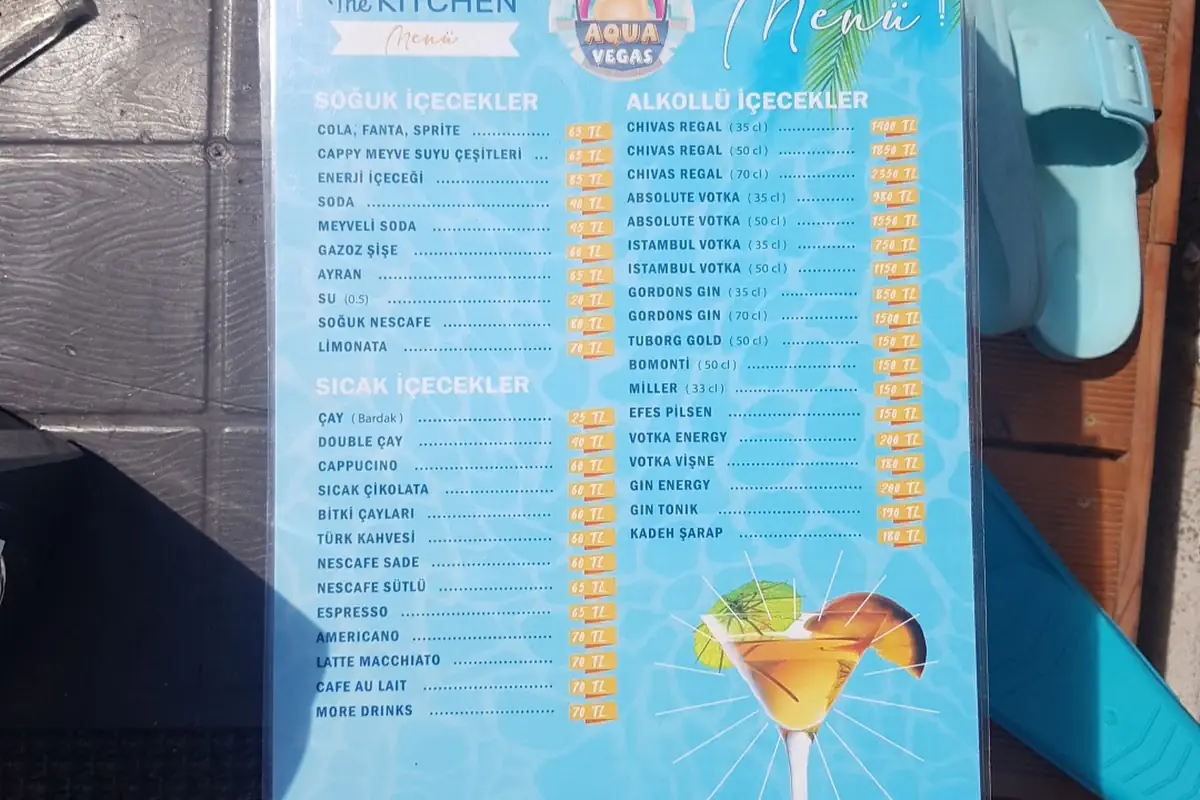 The KITCHEN
Menü
AQUA
VEGAS
Menü !
SOĞUK İÇECEKLER
COLA, FANTA, SPRITE 65 TL
CAPPY MEYVE SUYU ÇEŞİTLERİ 65 TL
ENERJİ İÇECEĞİ 85 TL
SODA 40 TL
MEYVELİ SODA 45 TL
GAZOZ ŞİŞE 60 TL
AYRAN 65 TL
SU (0.5) 20 TL
SOĞUK NESCAFE 80 TL
LİMONATA 70 TL
SICAK İÇECEKLER
ÇAY (Bardak) 25 TL
DOUBLE ÇAY 40 TL
CAPPUCINO 60 TL
SICAK ÇİKOLATA 60 TL
BİTKİ ÇAYLARI 60 TL
TÜRK KAHVESİ 60 TL
NESCAFE SADE 60 TL
NESCAFE SÜTLÜ 65 TL
ESPRESSO 65 TL
AMERICANO 70 TL
LATTE MACCHIATO 70 TL
CAFE AU LAIT 70 TL
MORE DRINKS 70 TL
ALKOLLÜ İÇECEKLER
CHIVAS REGAL (35 cl) 1400 TL
CHIVAS REGAL (50 cl) 1850 TL
CHIVAS REGAL (70 cl) 2350 TL
ABSOLUTE VOTKA (35 cl) 980 TL
ABSOLUTE VOTKA (50 cl) 1550 TL
ISTAMBUL VOTKA (35 cl) 750 TL
ISTAMBUL VOTKA (50 cl) 1150 TL
GORDONS GIN (35 cl) 850 TL
GORDONS GIN (70 cl) 1500 TL
TUBORG GOLD (50 cl) 150 TL
BOMONTİ (50 cl) 150 TL
MİLLER (33 cl) 150 TL
EFES PİLSEN 150 TL
VOTKA ENERGY 200 TL
VOTKA VİŞNE 180 TL
GIN ENERGY 200 TL
GIN TONIK 190 TL
KADEH ŞARAP 180 TL